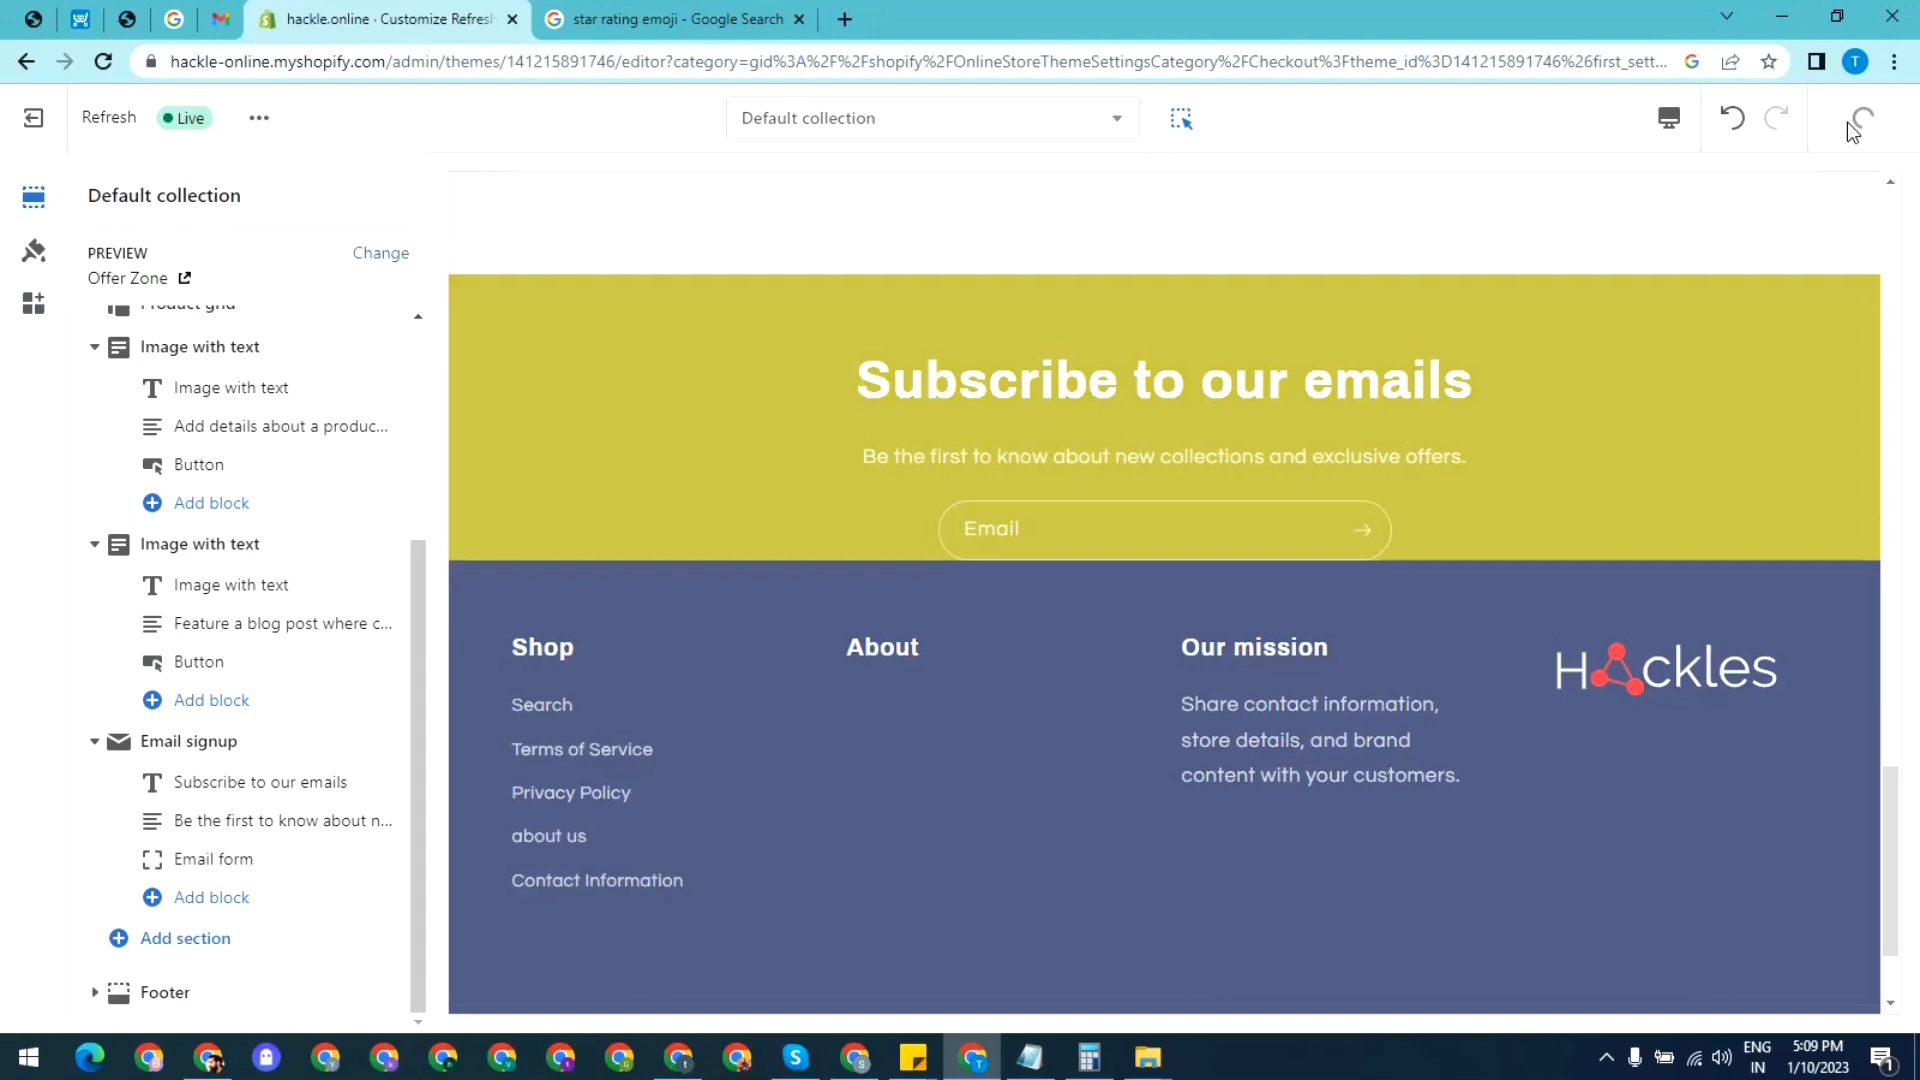 hackle.online · Customize Refresh
star rating emoji - Google Search
hackle-online.myshopify.com/admin/themes/141215891746/editor?category=gid%3A%2F%2Fshopify%2FOnlineStoreThemeSettingsCategory%2FCheckout%3Ftheme_id%3D141215891746%26first_sett...
T
Refresh
Live
Default collection
Default collection
PREVIEW
Change
Offer Zone
Product grid
Image with text
Image with text
Add details about a produc...
Button
Add block
Image with text
Image with text
Feature a blog post where c...
Button
Add block
Email signup
Subscribe to our emails
Be the first to know about n...
Email form
Add block
Add section
Footer
Subscribe to our emails
Be the first to know about new collections and exclusive offers.
Email
Shop
Search
Terms of Service
Privacy Policy
about us
Contact Information
About
Our mission
Share contact information,
store details, and brand
content with your customers.
Hackles
ENG
IN
5:09 PM
1/10/2023
1